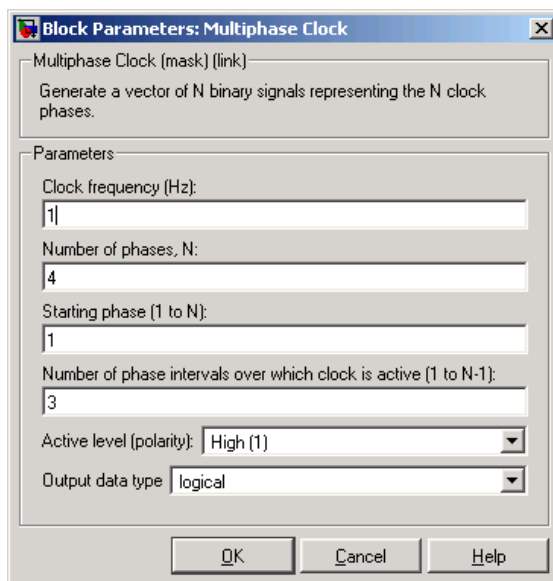 Block Parameters: Multiphase Clock
Multiphase Clock (mask) (link)
Generate a vector of N binary signals representing the N clock
phases.
Parameters
Clock frequency (Hz):
1
Number of phases, N:
4
Starting phase (1 to N):
1
Number of phase intervals over which clock is active (1 to N-1):
3
Active level (polarity): High (1)
Output data type logical
OK Cancel Help